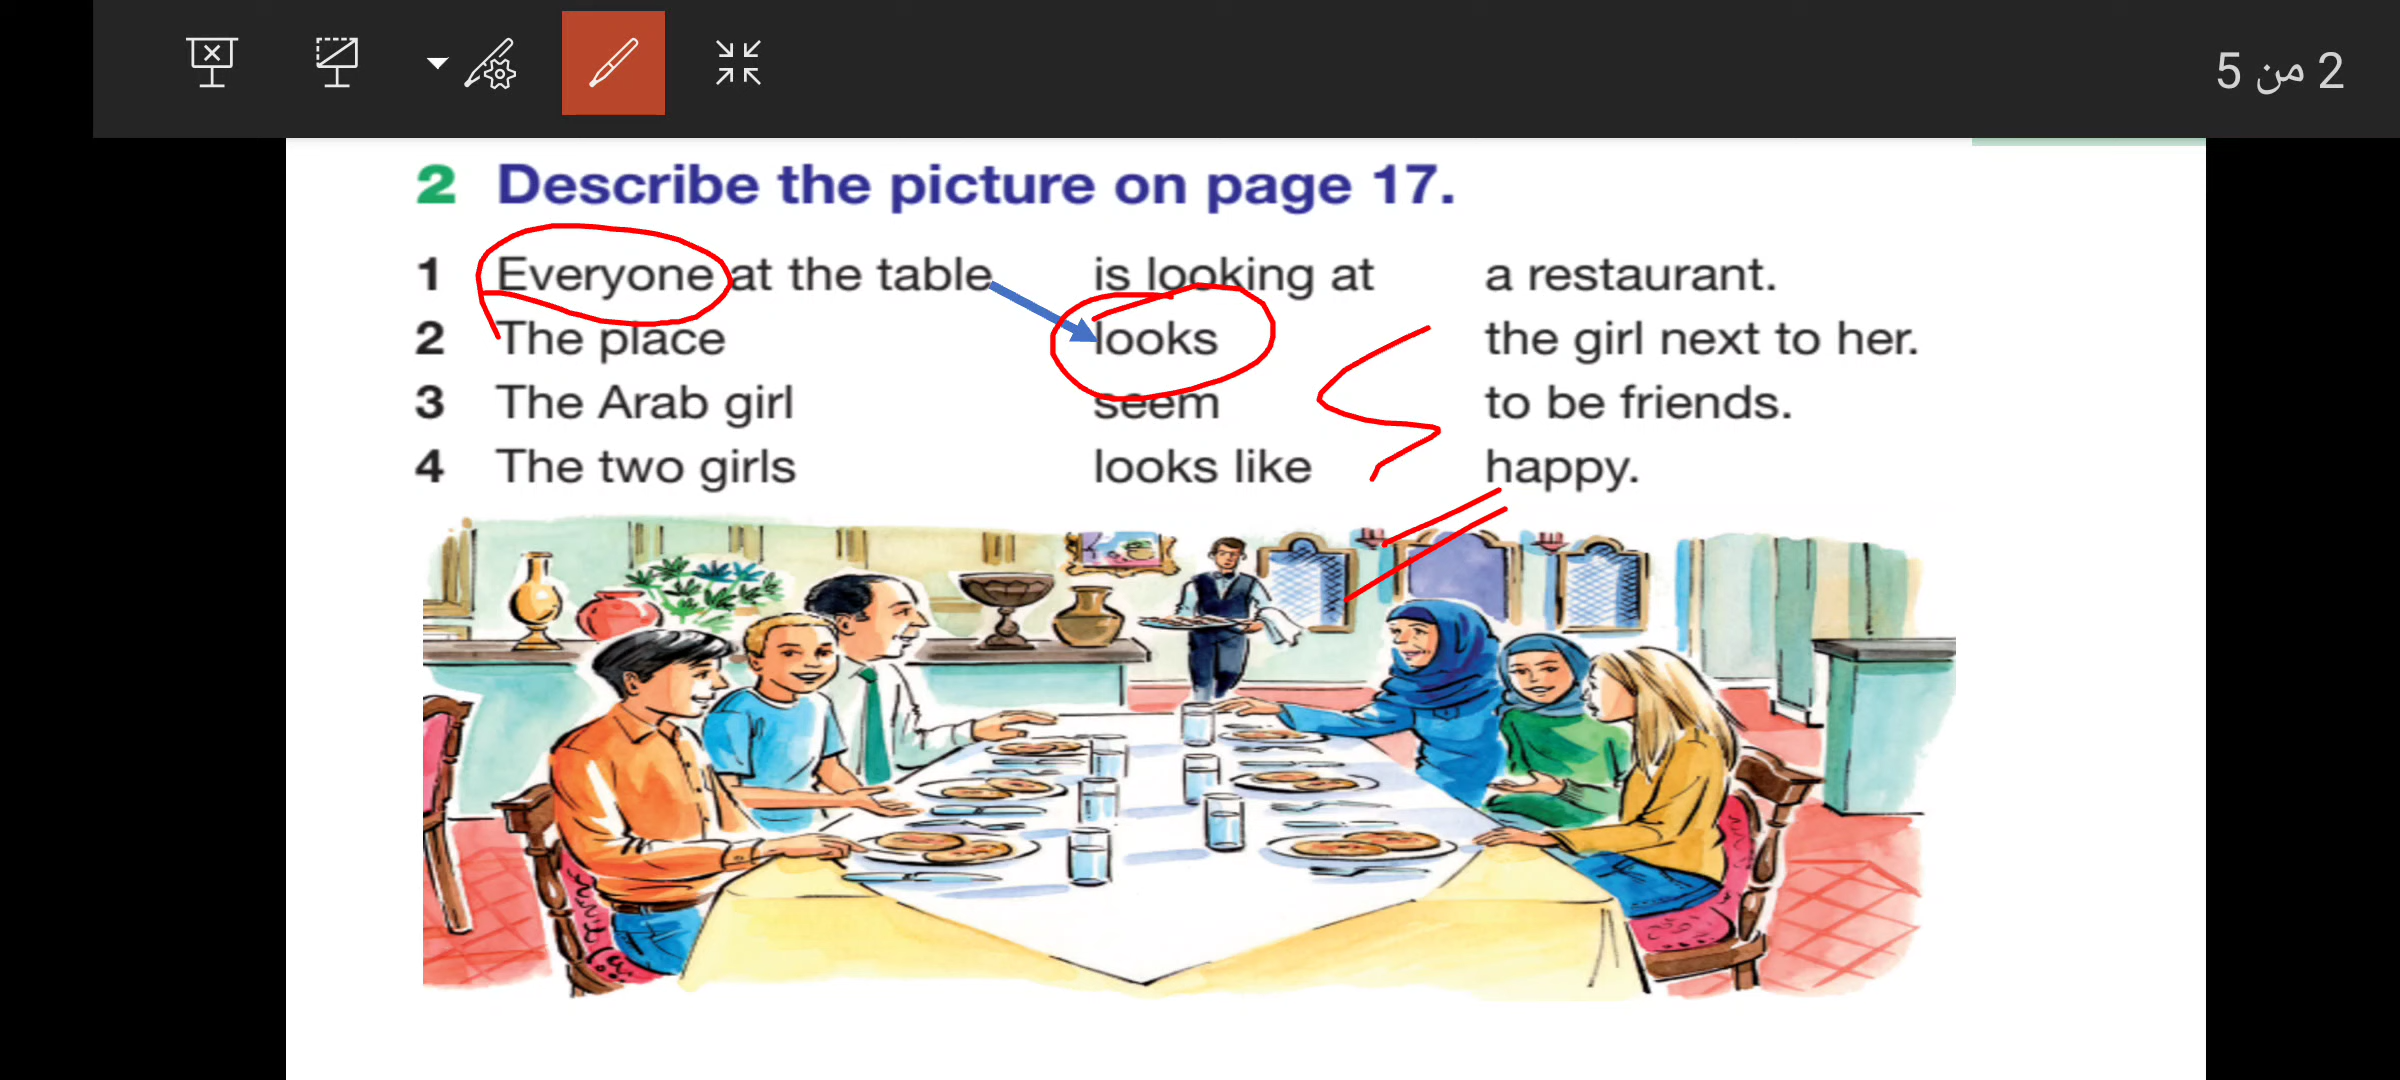 2 من 5
2 Describe the picture on page 17.
1 Everyone at the table is looking at a restaurant.
2 The place looks the girl next to her.
3 The Arab girl seem to be friends.
4 The two girls looks like happy.